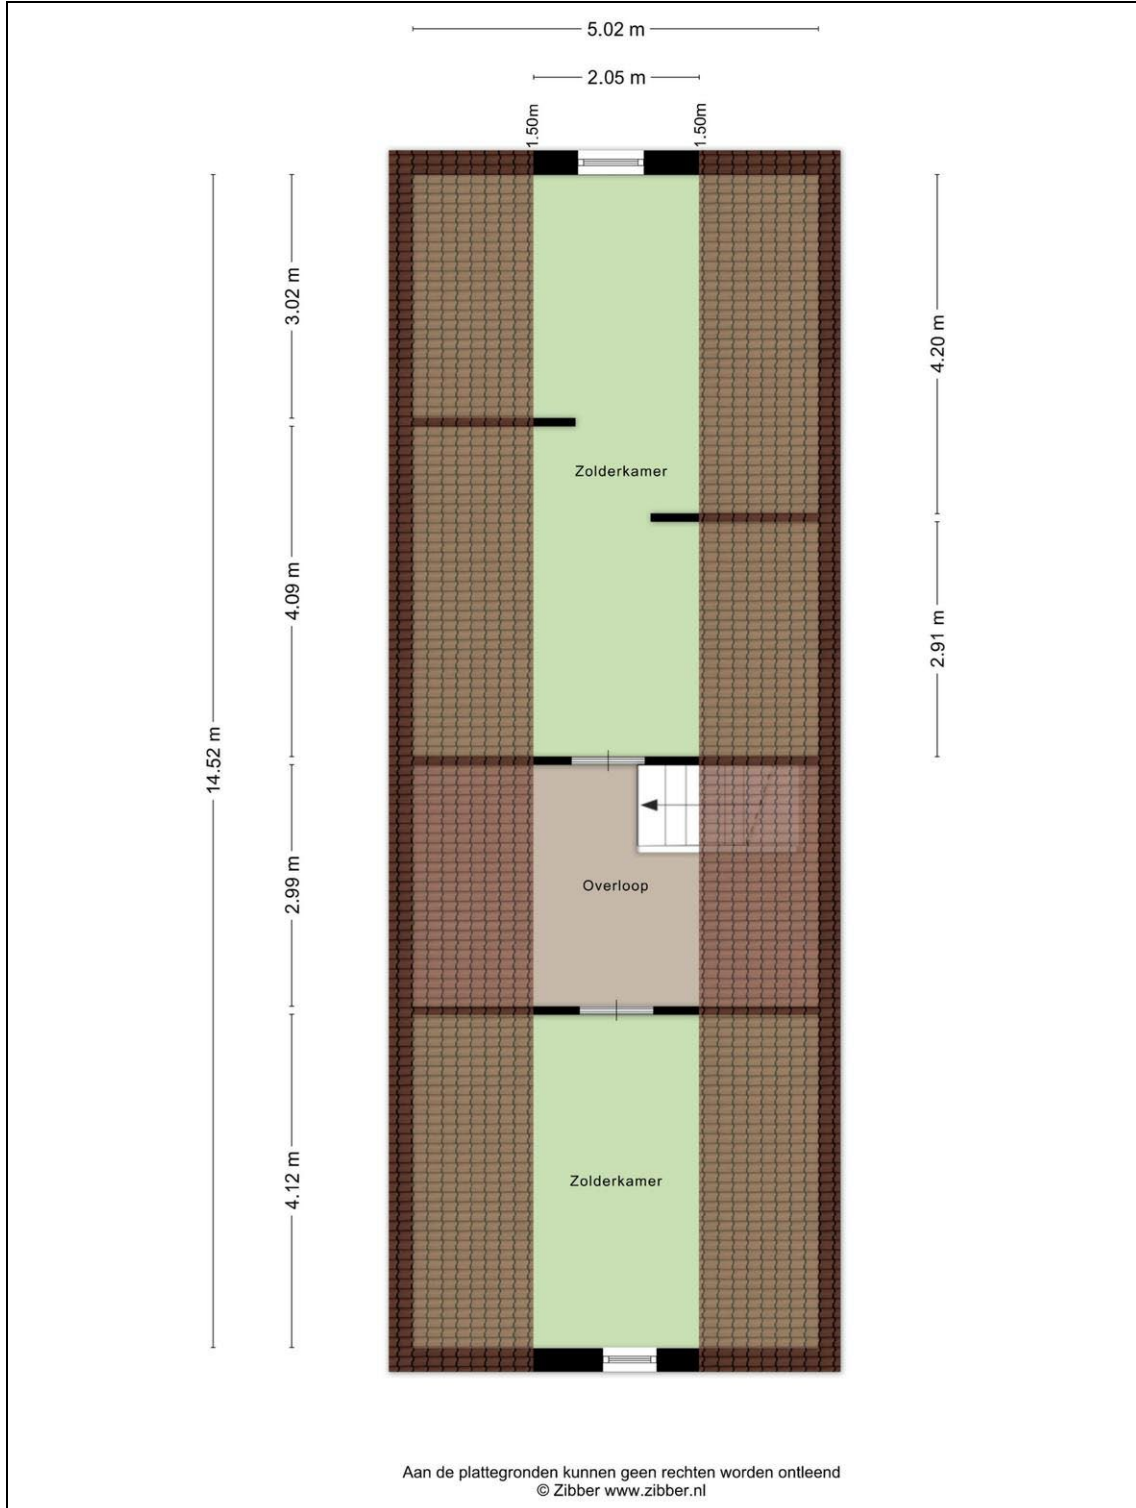 5.02 m
2.05 m
1.50m
1.50m
3.02 m
4.20 m
Zolderkamer
4.09 m
2.91 m
14.52 m
2.99 m
Overloop
4.12 m
Zolderkamer
Aan de plattegronden kunnen geen rechten worden ontleend
© Zibber www.zibber.nl